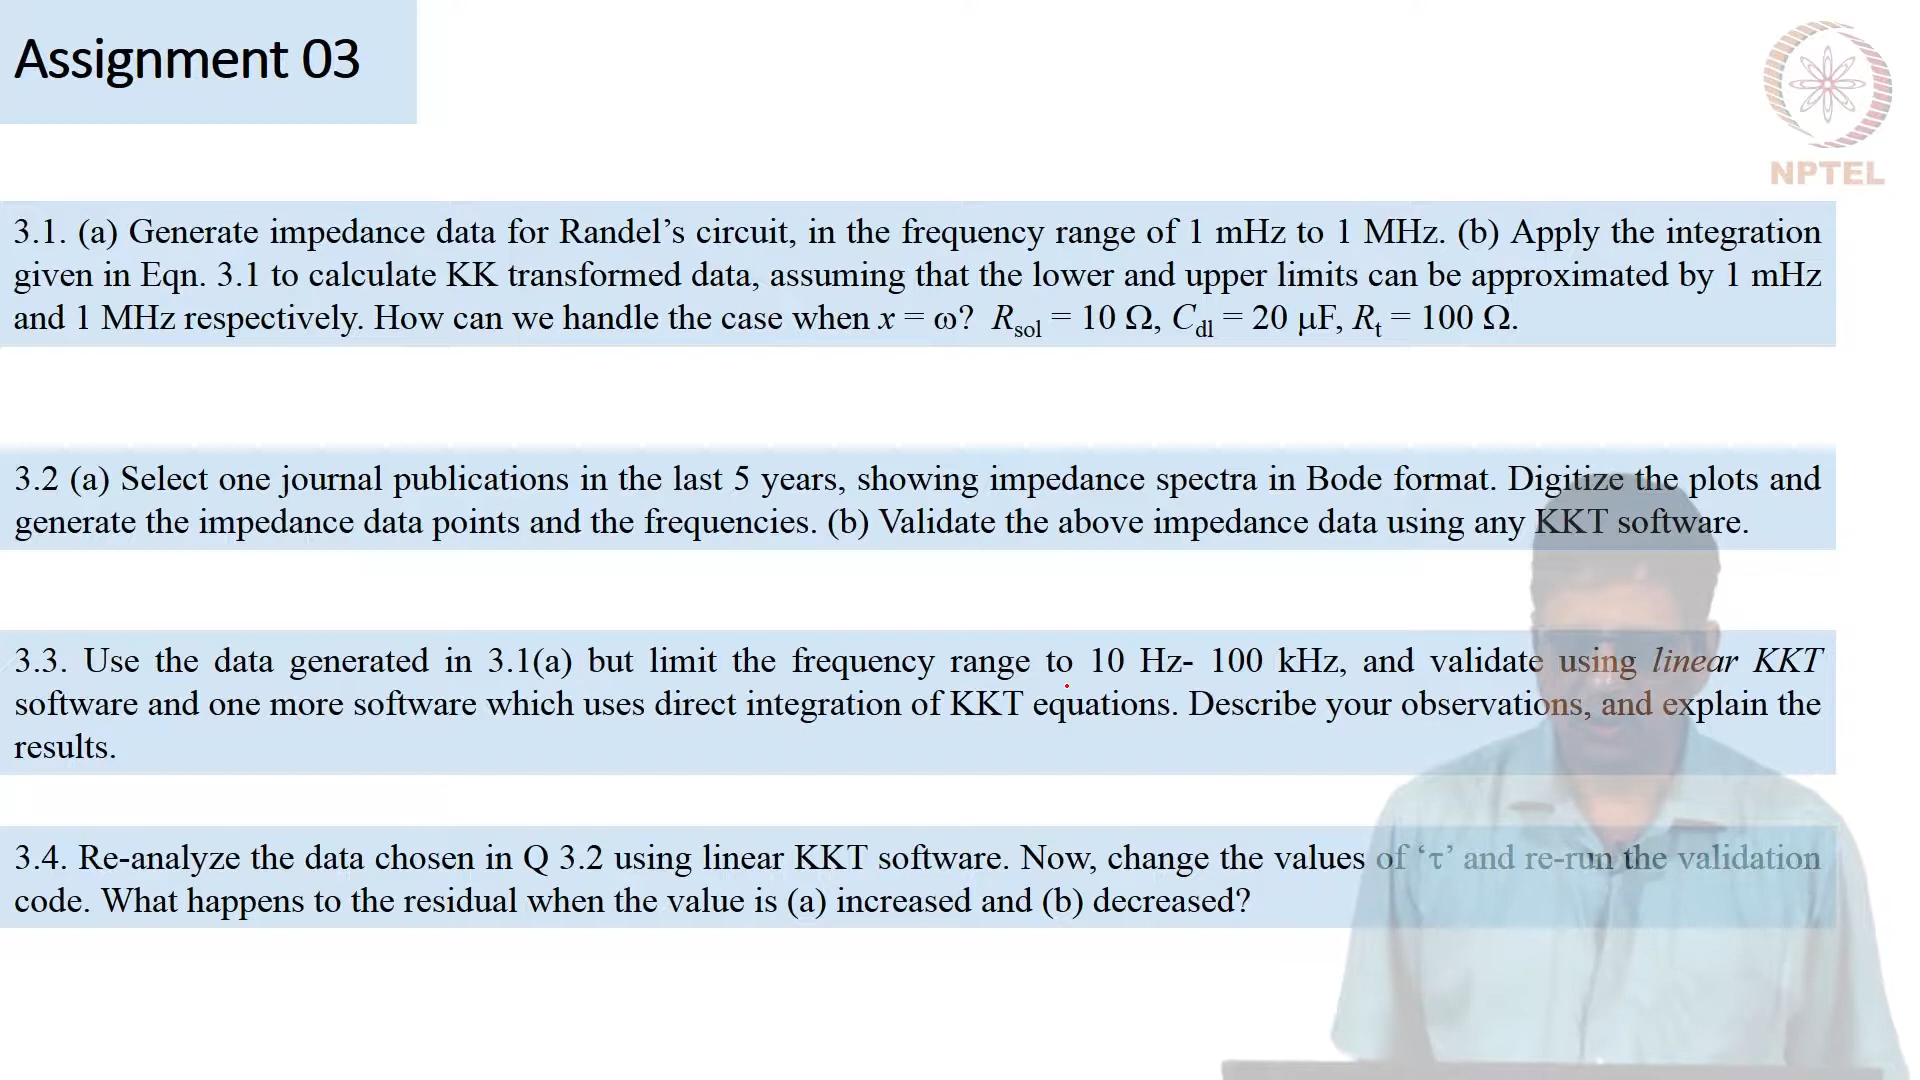 Assignment 03
NPTEL
3.1. (a) Generate impedance data for Randel’s circuit, in the frequency range of 1 mHz to 1 MHz. (b) Apply the integration
given in Eqn. 3.1 to calculate KK transformed data, assuming that the lower and upper limits can be approximated by 1 mHz
and 1 MHz respectively. How can we handle the case when x = ω? Rsol = 10 Ω, Cdl = 20 μF, Rt = 100 Ω.
3.2 (a) Select one journal publications in the last 5 years, showing impedance spectra in Bode format. Digitize the plots and
generate the impedance data points and the frequencies. (b) Validate the above impedance data using any KKT software.
3.3. Use the data generated in 3.1(a) but limit the frequency range to 10 Hz- 100 kHz, and validate using linear KKT
software and one more software which uses direct integration of KKT equations. Describe your observations, and explain the
results.
3.4. Re-analyze the data chosen in Q 3.2 using linear KKT software. Now, change the values of ‘τ’ and re-run the validation
code. What happens to the residual when the value is (a) increased and (b) decreased?